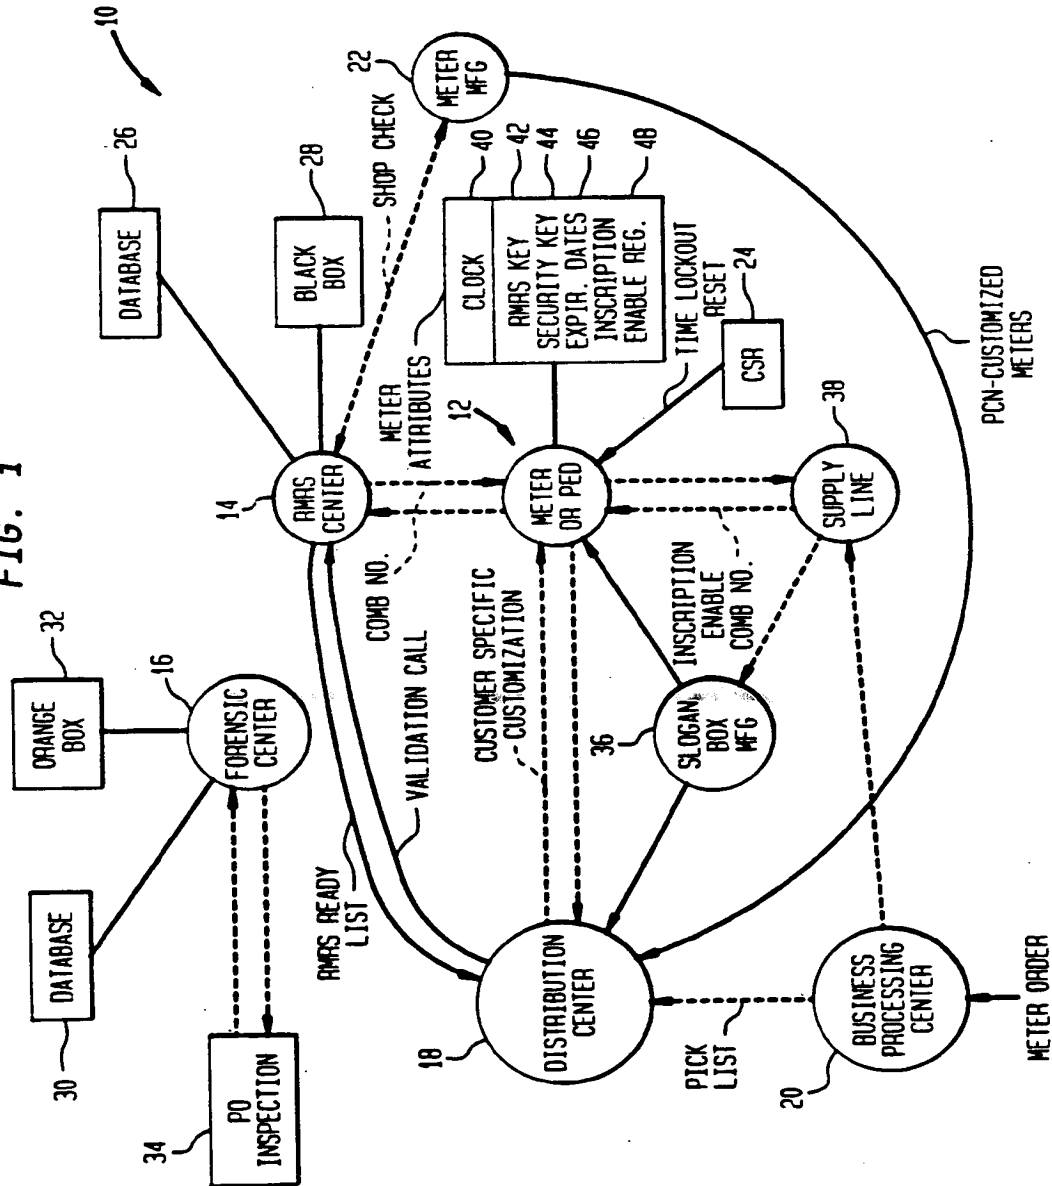 FIG. 1
10
DATABASE
26
BLACK
BOX
28
RMRS
CENTER
14
SHOP CHECK
METER
MFG
22
ORANGE
BOX
32
DATABASE
30
FORENSIC
CENTER
16
PO
INSPECTION
34
RMRS READY
LIST
VALIDATION CALL
COMB NO.
METER
ATTRIBUTES
CLOCK
RMRS KEY
SECURITY KEY
EXPIR. DATES
INSCRIPTION
ENABLE REG.
40
42
44
46
48
METER
OR PED
12
TIME LOCKOUT
RESET
CSR
24
CUSTOMER SPECIFIC
CUSTOMIZATION
DISTRIBUTION
CENTER
18
SLOGAN
BOX
MFG
36
INSCRIPTION
ENABLE
COMB NO.
SUPPLY
LINE
38
PICK
LIST
BUSINESS
PROCESSING
CENTER
20
METER ORDER
PCN-CUSTOMIZED
METERS